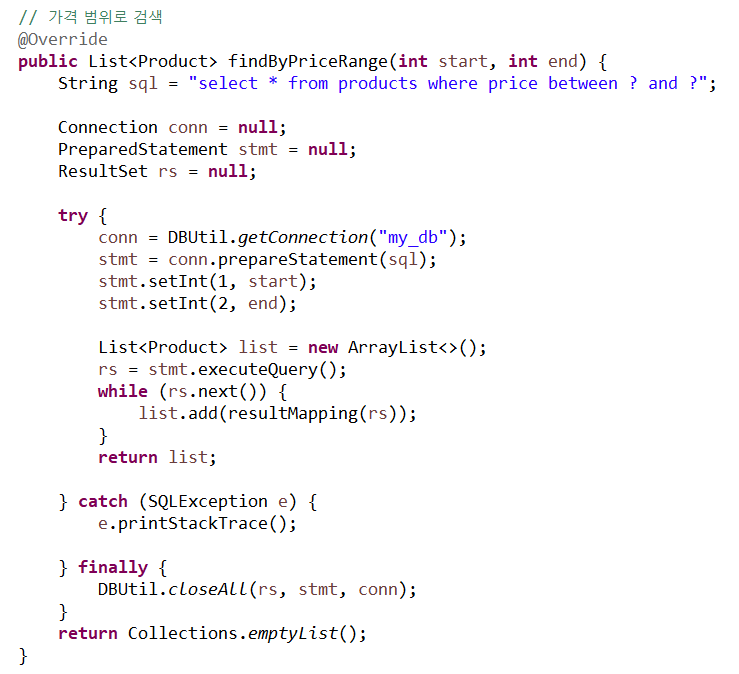 // 가격 범위로 검색
@Override
public List<Product> findByPriceRange(int start, int end) {
    String sql = "select * from products where price between ? and ?";

    Connection conn = null;
    PreparedStatement stmt = null;
    ResultSet rs = null;

    try {
        conn = DBUtil.getConnection("my_db");
        stmt = conn.prepareStatement(sql);
        stmt.setInt(1, start);
        stmt.setInt(2, end);

        List<Product> list = new ArrayList<>();
        rs = stmt.executeQuery();
        while (rs.next()) {
            list.add(resultMapping(rs));
        }
        return list;

    } catch (SQLException e) {
        e.printStackTrace();

    } finally {
        DBUtil.closeAll(rs, stmt, conn);
    }
    return Collections.emptyList();
}